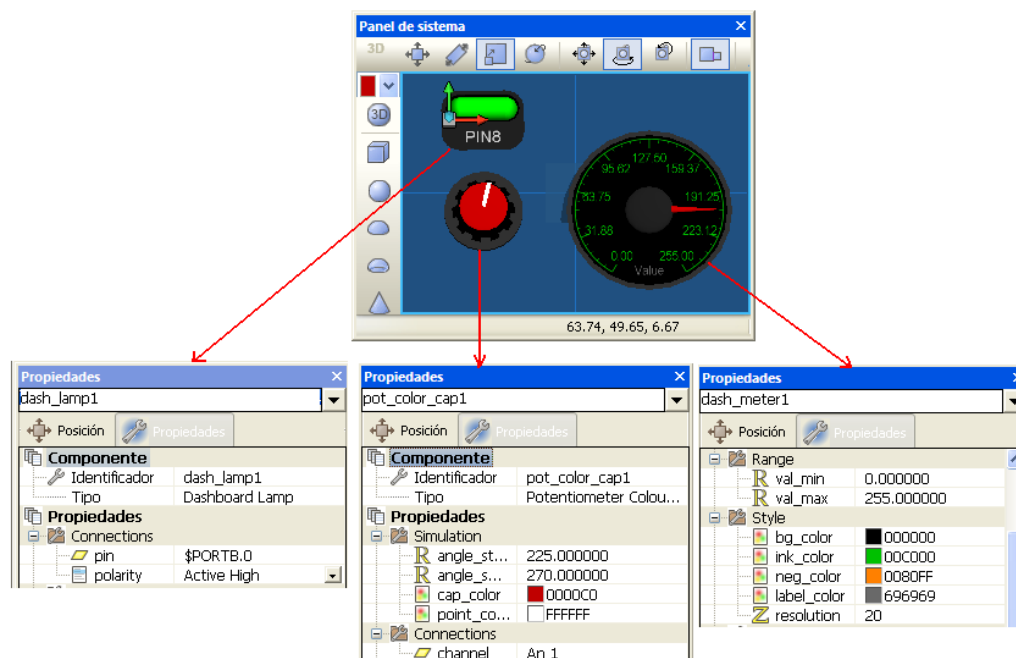 Panel de sistema
3D
3D
PIN8
127.50
95.62
159.37
63.75
191.25
31.88
223.12
0.00
255.00
Value
63.74, 49.65, 6.67
Propiedades
dash_lamp1
Posición Propiedades
Componente
Identificador dash_lamp1
Tipo Dashboard Lamp
Propiedades
Connections
pin $PORTB.0
polarity Active High
Propiedades
pot_color_cap1
Posición Propiedades
Componente
Identificador pot_color_cap1
Tipo Potentiometer Colou...
Propiedades
Simulation
angle_st... 225.000000
angle_s... 270.000000
cap_color 0000C0
point_co... FFFFFF
Connections
channel An 1
Propiedades
dash_meter1
Posición Propiedades
Range
val_min 0.000000
val_max 255.000000
Style
bg_color 000000
ink_color 00C000
neg_color 0080FF
label_color 696969
resolution 20